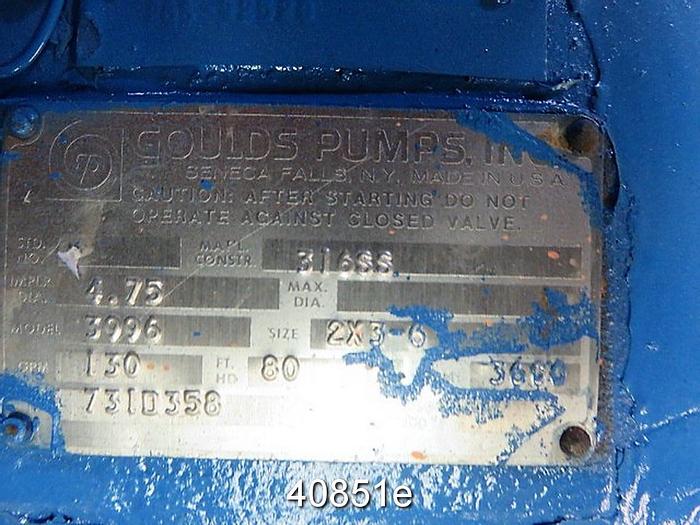 GOULDS PUMPS, INC.
SENECA FALLS, N.Y. MADE IN U.S.A
CAUTION: AFTER STARTING DO NOT
OPERATE AGAINST CLOSED VALVE.
STD. NO. MAT'L. CONSTR. 316SS
IMPLR. DIA. 4.75 MAX. DIA.
MODEL 3996 SIZE 2X3-6
GPM 130 FT. HD 80
731D358
40851e